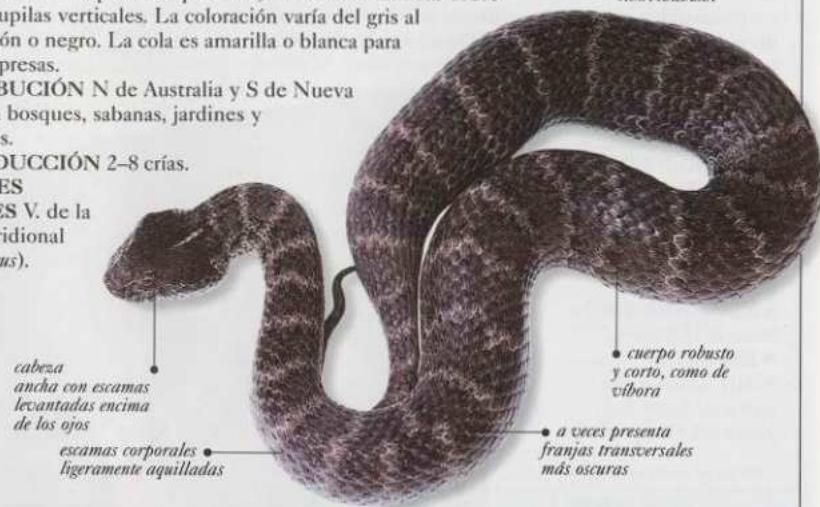 pupilas verticales. La coloración varía del gris al
ón o negro. La cola es amarilla o blanca para
presas.
BUCIÓN N de Australia y S de Nueva
bosques, sabanas, jardines y
s.
DUCCIÓN 2–8 crías.
ES
ES V. de la
ridional
us).
cabeza
ancha con escamas
levantadas encima
de los ojos
escamas corporales
ligeramente aquilladas
cuerpo robusto
y corto, como de
víbora
a veces presenta
franjas transversales
más oscuras